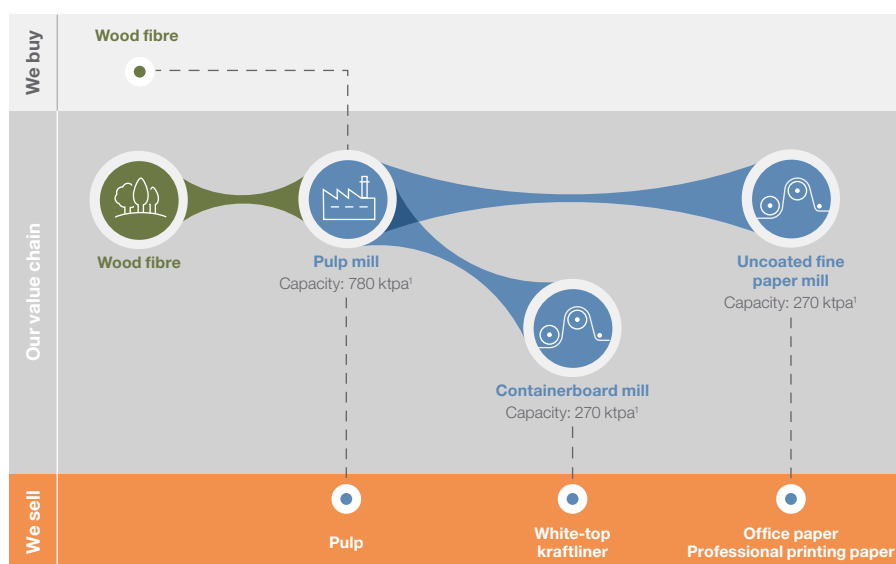 We buy
Wood fibre
Our value chain
Wood fibre
Pulp mill
Capacity: 780 ktpa¹
Uncoated fine
paper mill
Capacity: 270 ktpa¹
Containerboard mill
Capacity: 270 ktpa¹
We sell
Pulp
White-top
kraftliner
Office paper
Professional printing paper